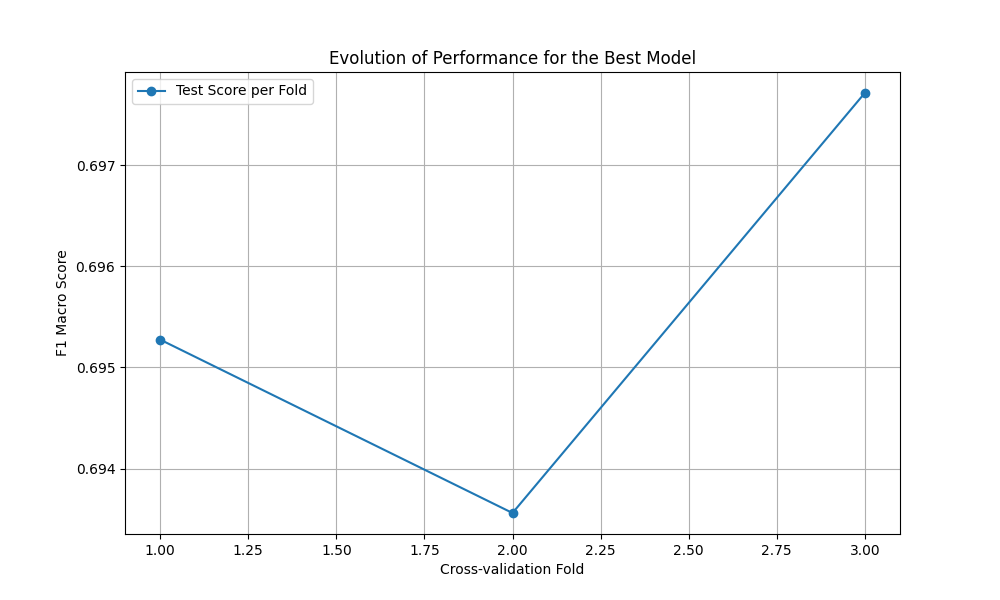 Evolution of Performance for the Best Model
Test Score per Fold
0.697
0.696
0.695
0.694
F1 Macro Score
1.00 1.25 1.50 1.75 2.00 2.25 2.50 2.75 3.00
Cross-validation Fold